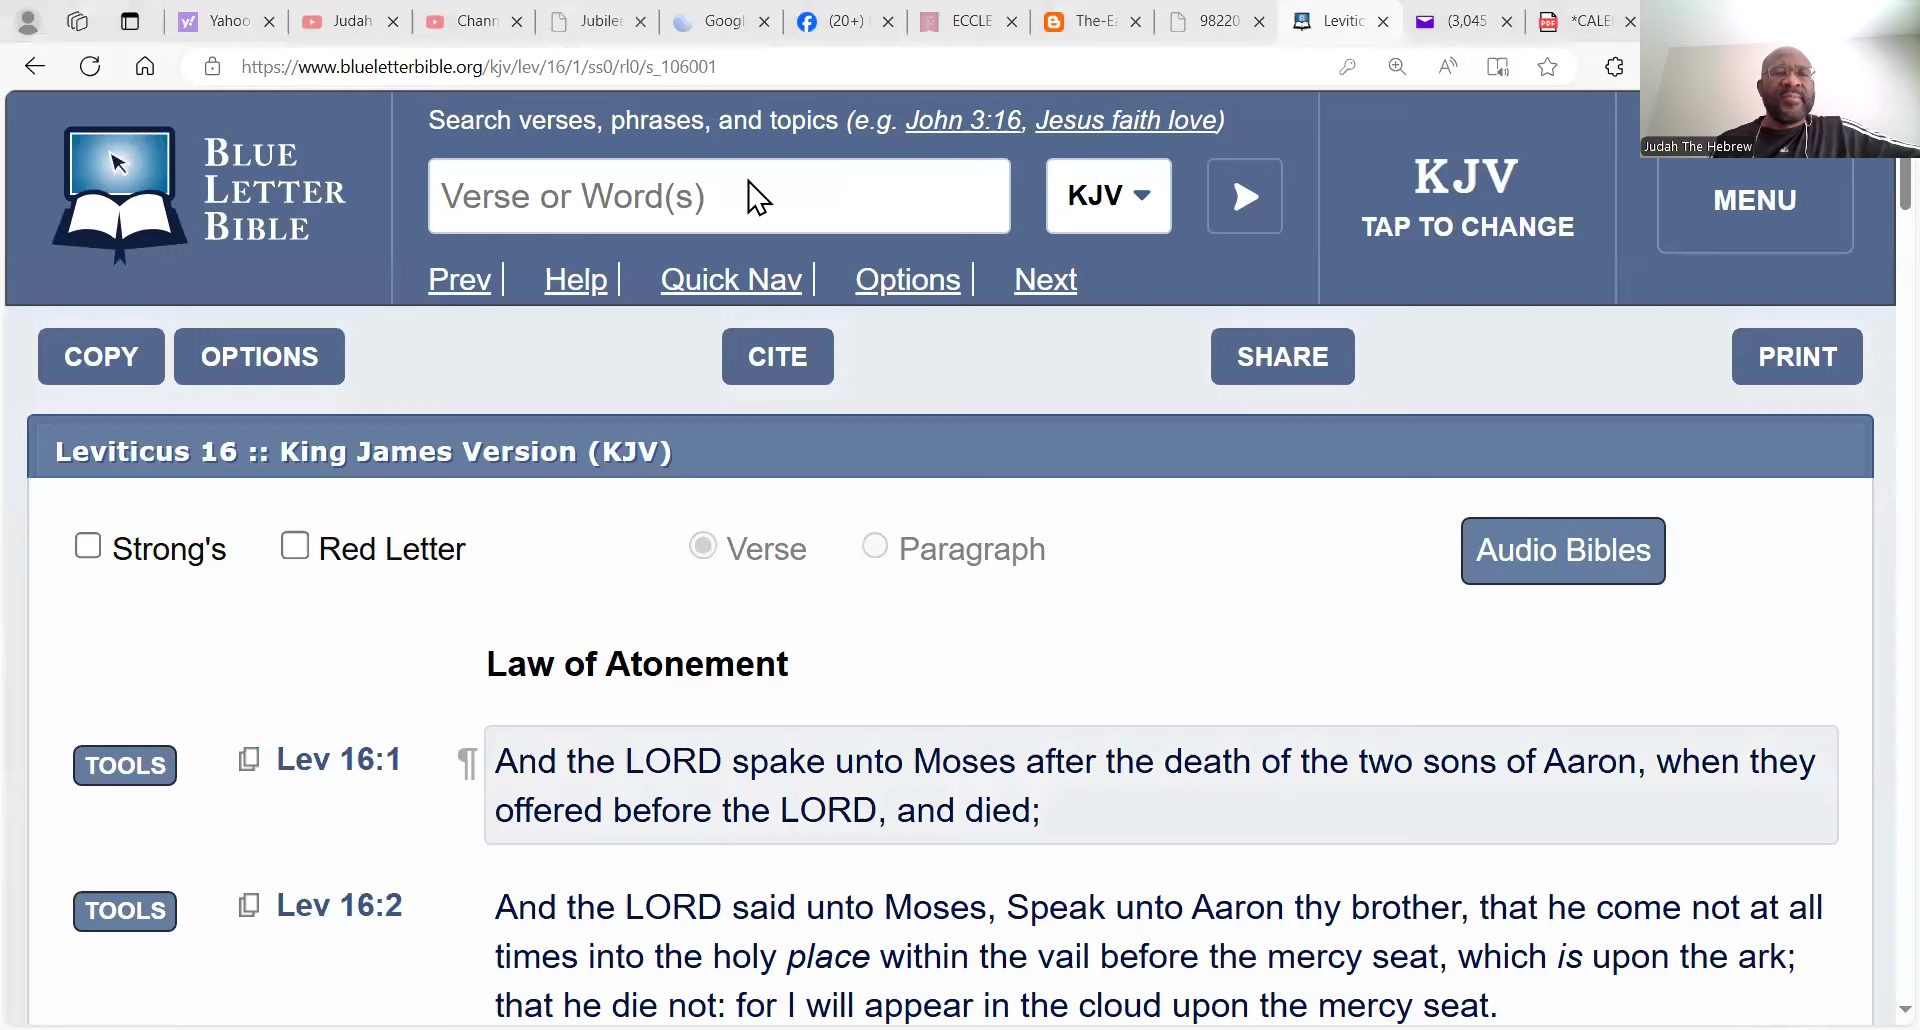 Yahoo
Judah
Chann
Jubilee
Googl
(20+)
ECCLE
The-Ea
98220
Levitic
(3,045
*CALE
https://www.blueletterbible.org/kjv/lev/16/1/ss0/rl0/s_106001
Judah The Hebrew
BLUE
LETTER
BIBLE
Search verses, phrases, and topics (e.g. John 3:16, Jesus faith love)
Verse or Word(s)
KJV
KJV
TAP TO CHANGE
MENU
Prev | Help | Quick Nav | Options | Next
COPY OPTIONS CITE SHARE PRINT
Leviticus 16 :: King James Version (KJV)
Strong's Red Letter Verse Paragraph Audio Bibles
Law of Atonement
TOOLS Lev 16:1 ¶ And the LORD spake unto Moses after the death of the two sons of Aaron, when they
offered before the LORD, and died;
TOOLS Lev 16:2 And the LORD said unto Moses, Speak unto Aaron thy brother, that he come not at all
times into the holy place within the vail before the mercy seat, which is upon the ark;
that he die not: for I will appear in the cloud upon the mercy seat.